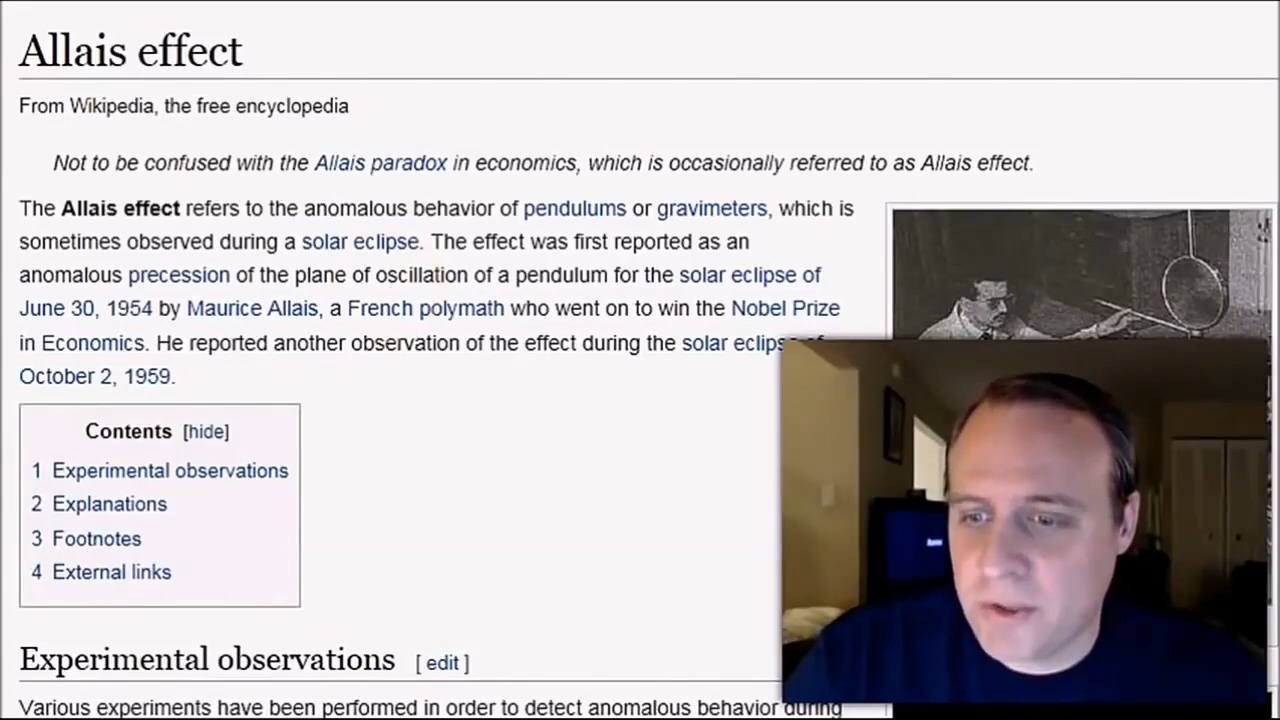 Allais effect
From Wikipedia, the free encyclopedia
Not to be confused with the Allais paradox in economics, which is occasionally referred to as Allais effect.
The Allais effect refers to the anomalous behavior of pendulums or gravimeters, which is
sometimes observed during a solar eclipse. The effect was first reported as an
anomalous precession of the plane of oscillation of a pendulum for the solar eclipse of
June 30, 1954 by Maurice Allais, a French polymath who went on to win the Nobel Prize
in Economics. He reported another observation of the effect during the solar eclipse of
October 2, 1959.
Contents [hide]
1 Experimental observations
2 Explanations
3 Footnotes
4 External links
Experimental observations [ edit ]
Various experiments have been performed in order to detect anomalous behavior during